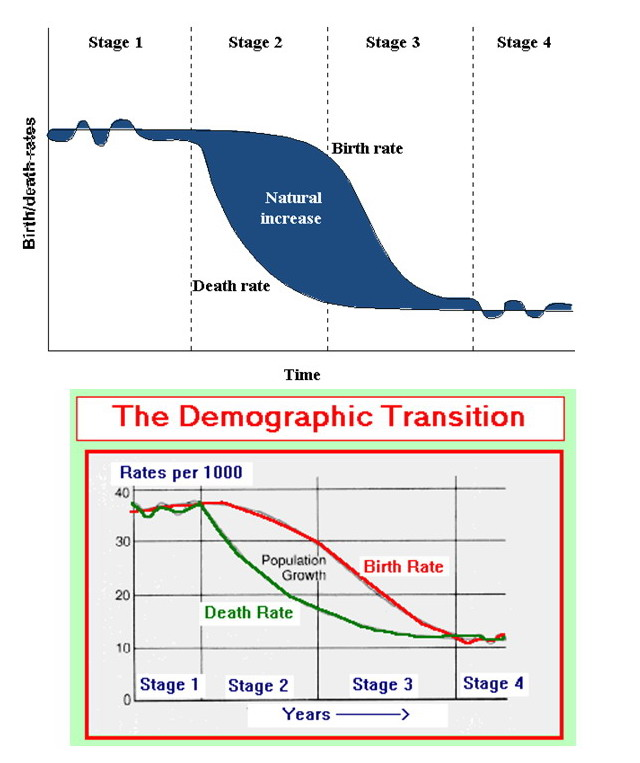 Stage 1 Stage 2 Stage 3 Stage 4
Birth/death-rates
Birth rate
Natural
increase
Death rate
Time
The Demographic Transition
Rates per 1000
40
30
Population
Growth
Birth Rate
20
Death Rate
10
Stage 1 Stage 2 Stage 3 Stage 4
0
Years